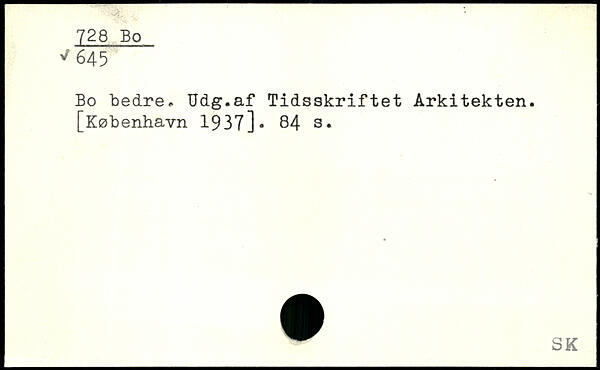 728 Bo
√ 645
Bo bedre. Udg.af Tidsskriftet Arkitekten.
[København 1937]. 84 s.
SK